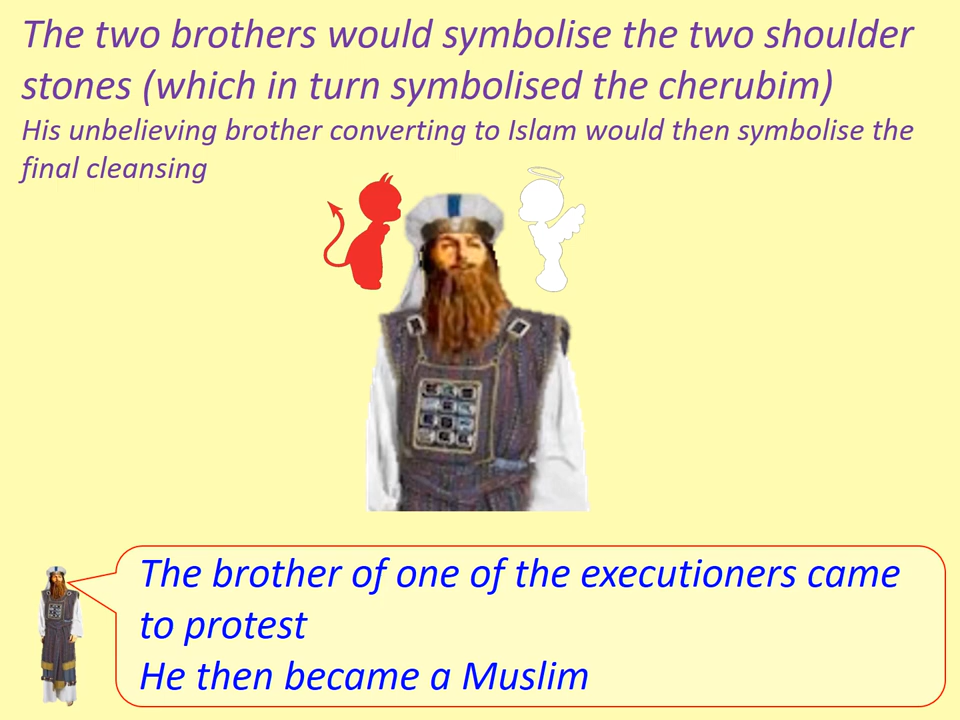 The two brothers would symbolise the two shoulder
stones (which in turn symbolised the cherubim)
His unbelieving brother converting to Islam would then symbolise the
final cleansing
The brother of one of the executioners came
to protest
He then became a Muslim